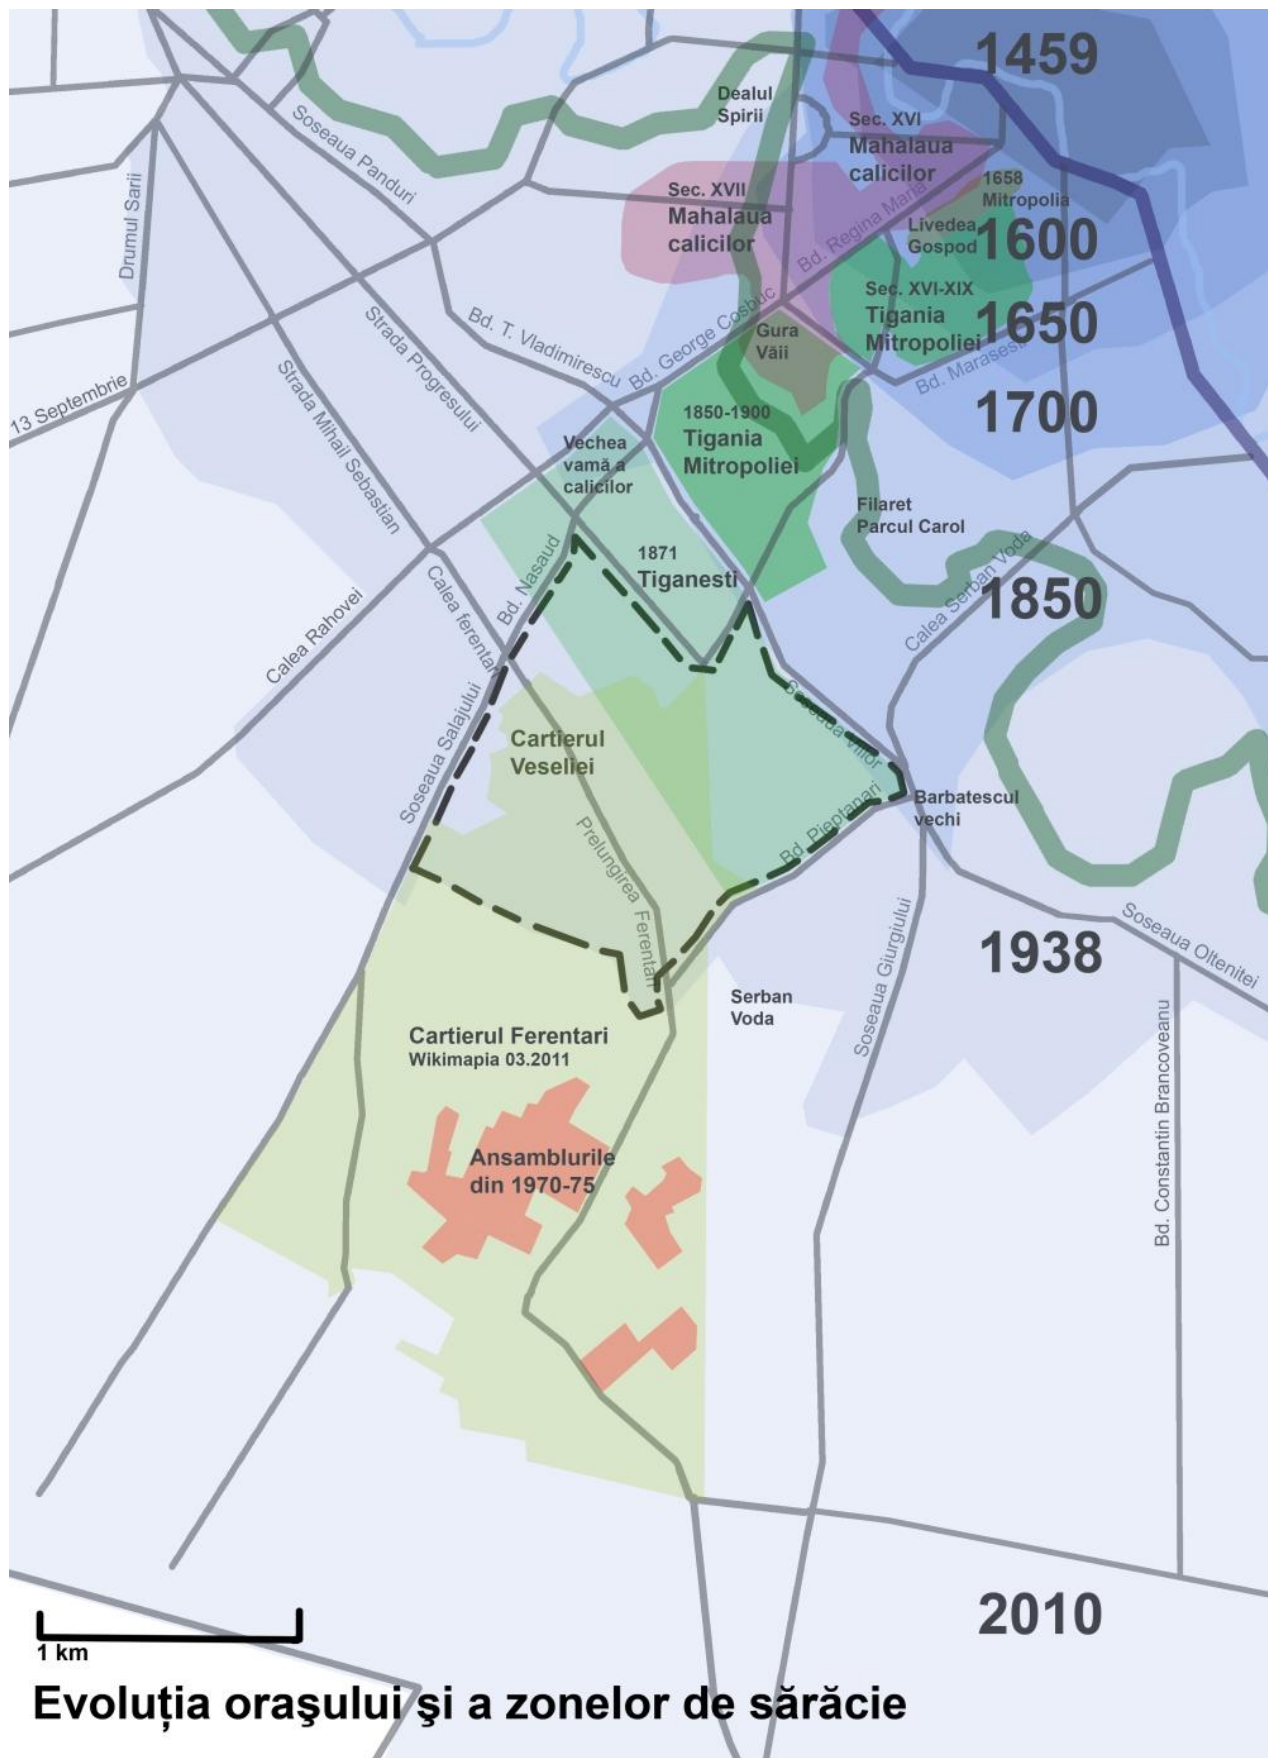 1459
Dealul
Spirii
Sec. XVI
Mahalaua
calicilor
Soseaua Panduri
Sec. XVII
Mahalaua
calicilor
1658
Mitropolia
Drumul Sarii
Bd. Regina Maria
Livedea
Gospod
1600
Sec. XVI-XIX
Tigania
Mitropoliei
1650
Strada Progresului
Bd. T. Vladimirescu
Bd. George Cosbuc
Gura
Văii
Bd. Marasesti
13 Septembrie
Strada Mihail Sebastian
1700
1850-1900
Tigania
Mitropoliei
Vechea
vamă a
calicilor
Filaret
Parcul Carol
1871
Tiganesti
Bd. Nasaud
Calea Serban Voda
1850
Calea Rahovei
Calea ferentari
Soseaua Salajului
Cartierul
Veseliei
Soseaua Viilor
Barbatescul
vechi
Bd. Pieptanari
Prelungirea Ferentari
Soseaua Giurgiului
Soseaua Oltenitei
1938
Serban
Voda
Cartierul Ferentari
Wikimapia 03.2011
Bd. Constantin Brancoveanu
Ansamblurile
din 1970-75
2010
1 km
Evoluția oraşului şi a zonelor de sărăcie